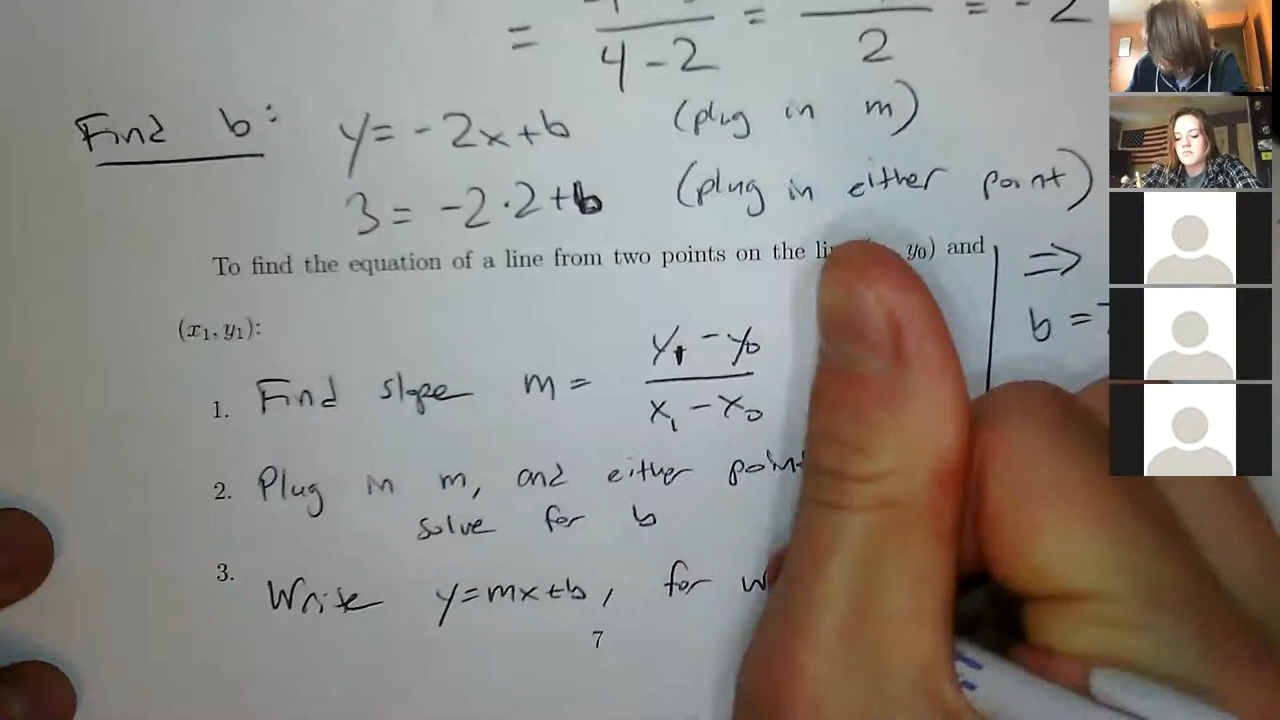 = 4-2 = 2 = -2
Find b: y = -2x+b (plug in m)
3 = -2·2+b (plug in either point)
To find the equation of a line from two points on the y₀) and
(x₁, y₁):
⇒
b =
1. Find slope m = y₁ - y₀ / x₁ - x₀
2. Plug in m, and either
solve for b
3. Write y=mx+b, for
7